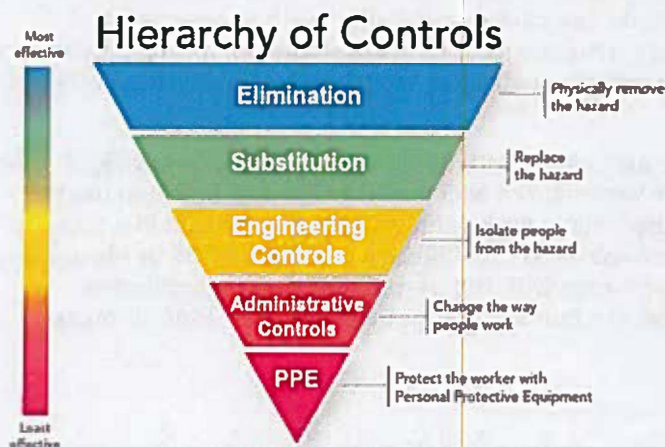 Hierarchy of Controls
Most
effective
Elimination
Physically remove
the hazard
Substitution
Replace
the hazard
Engineering
Controls
Isolate people
from the hazard
Administrative
Controls
Change the way
people work
PPE
Protect the worker with
Personal Protective Equipment
Least
effective